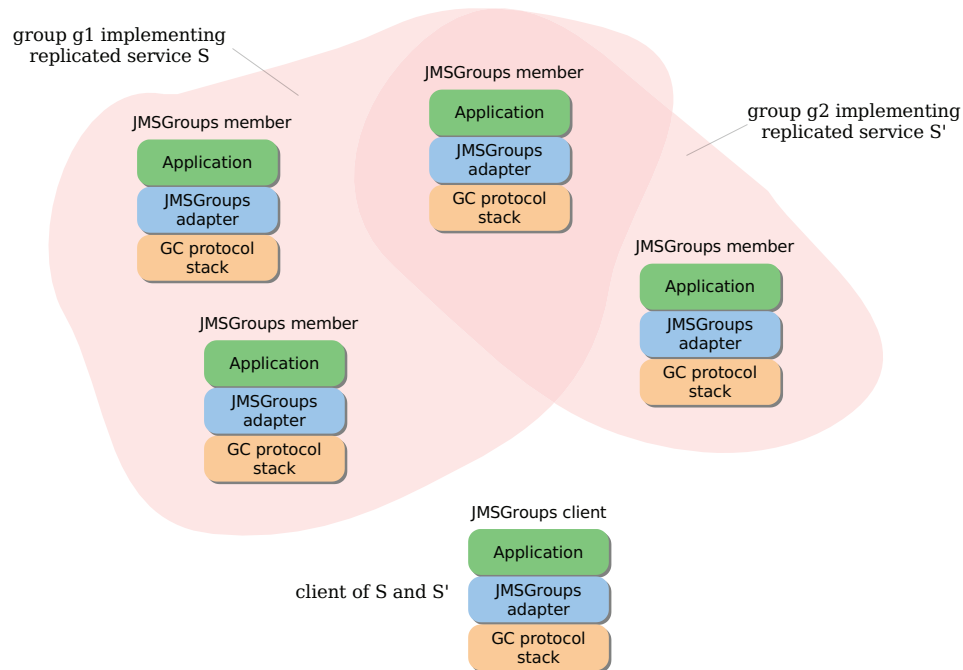 group g1 implementing
replicated service S
JMSGroups member
Application
JMSGroups
adapter
GC protocol
stack
group g2 implementing
replicated service S'
JMSGroups member
Application
JMSGroups
adapter
GC protocol
stack
JMSGroups member
Application
JMSGroups
adapter
GC protocol
stack
JMSGroups member
Application
JMSGroups
adapter
GC protocol
stack
JMSGroups client
Application
client of S and S'
JMSGroups
adapter
GC protocol
stack